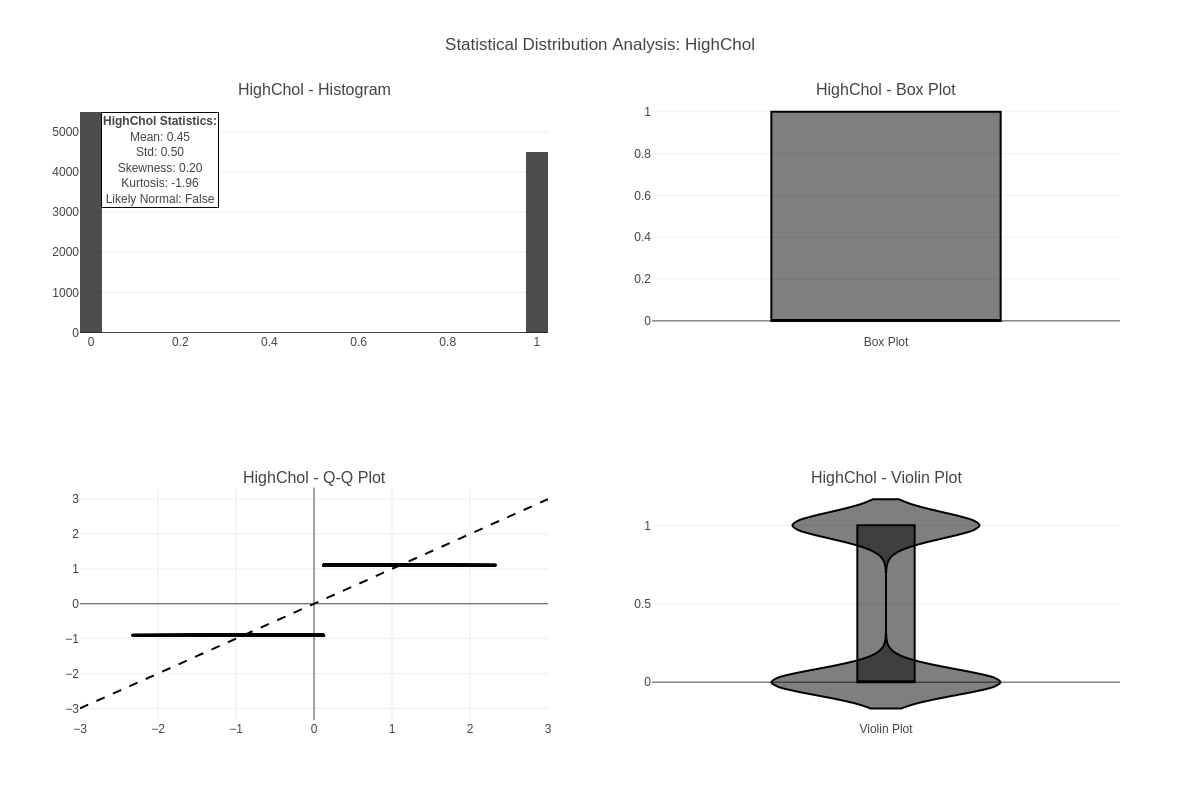 Statistical Distribution Analysis: HighChol
HighChol - Histogram
5000
4000
3000
2000
1000
0
HighChol Statistics:
Mean: 0.45
Std: 0.50
Skewness: 0.20
Kurtosis: -1.96
Likely Normal: False
0 0.2 0.4 0.6 0.8 1
HighChol - Box Plot
1
0.8
0.6
0.4
0.2
0
Box Plot
HighChol - Q-Q Plot
3
2
1
0
−1
−2
−3
−3 −2 −1 0 1 2 3
HighChol - Violin Plot
1
0.5
0
Violin Plot